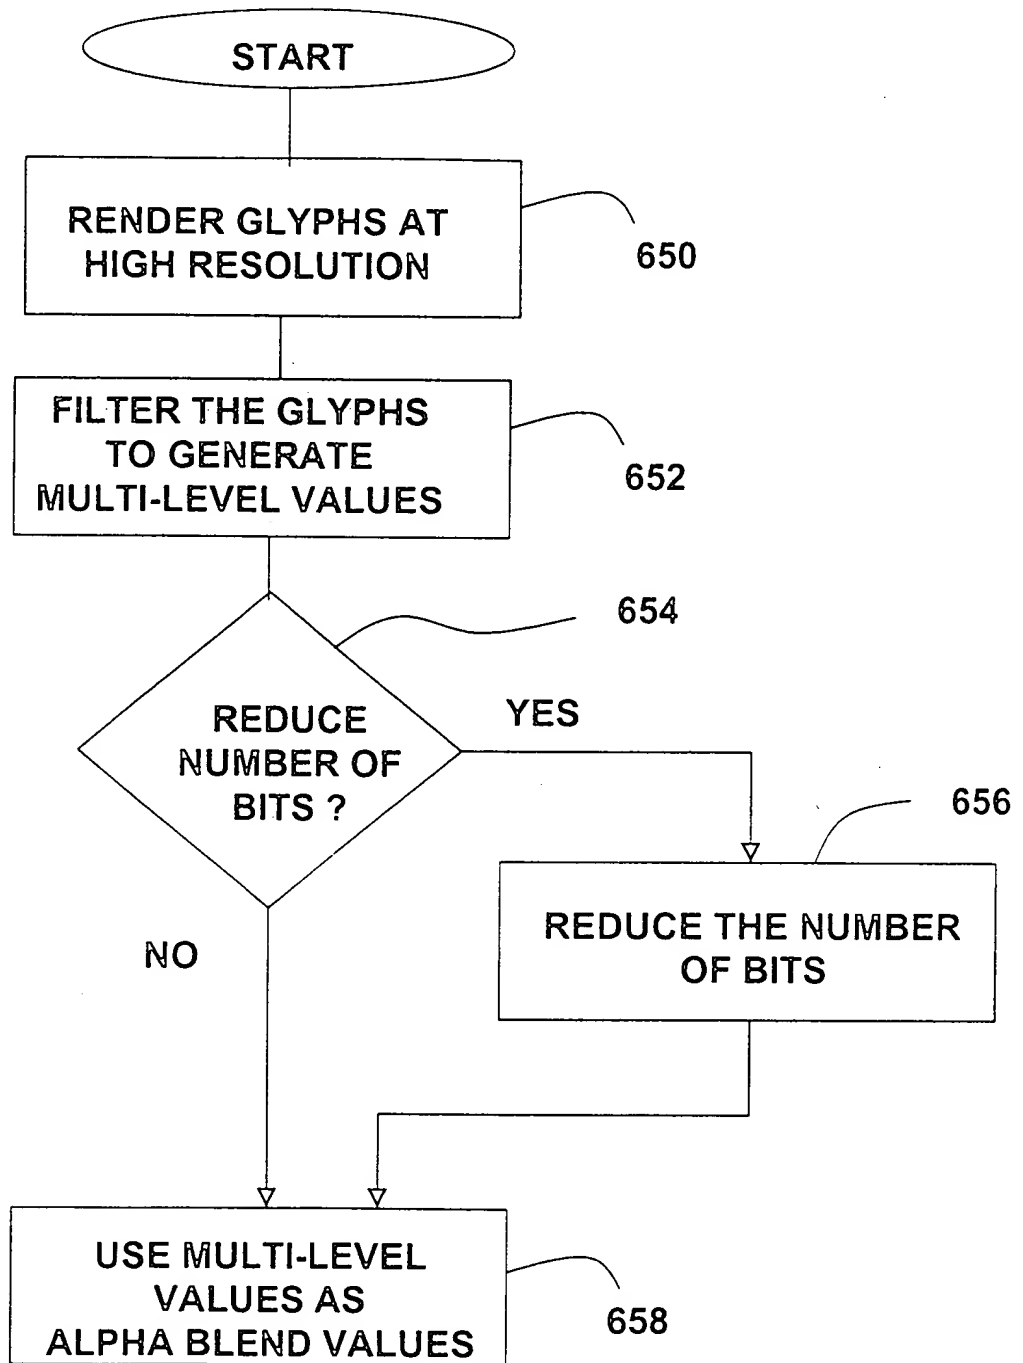 START
RENDER GLYPHS AT
HIGH RESOLUTION
650
FILTER THE GLYPHS
TO GENERATE
MULTI-LEVEL VALUES
652
654
REDUCE
NUMBER OF
BITS ?
YES
656
REDUCE THE NUMBER
OF BITS
NO
USE MULTI-LEVEL
VALUES AS
ALPHA BLEND VALUES
658